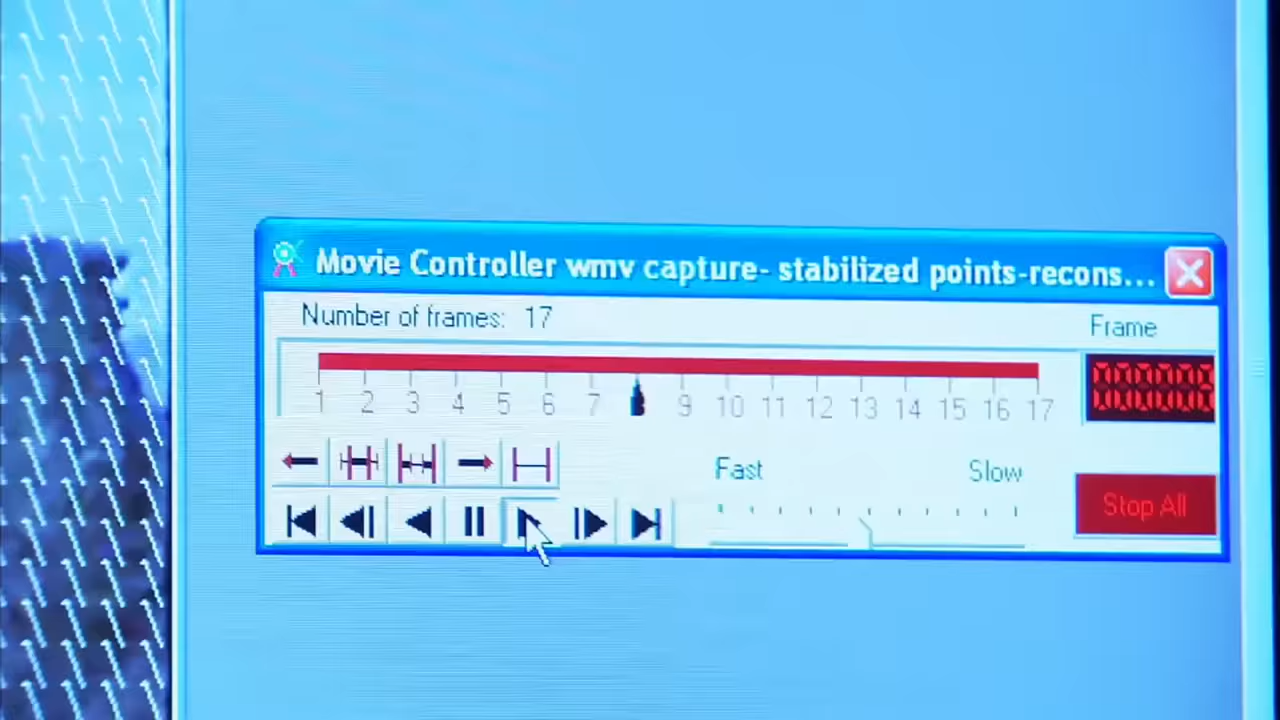 Movie Controller wmv capture- stabilized points-recons...
Number of frames: 17
Frame
1 2 3 4 5 6 7 9 10 11 12 13 14 15 16 17
Fast Slow
Stop All